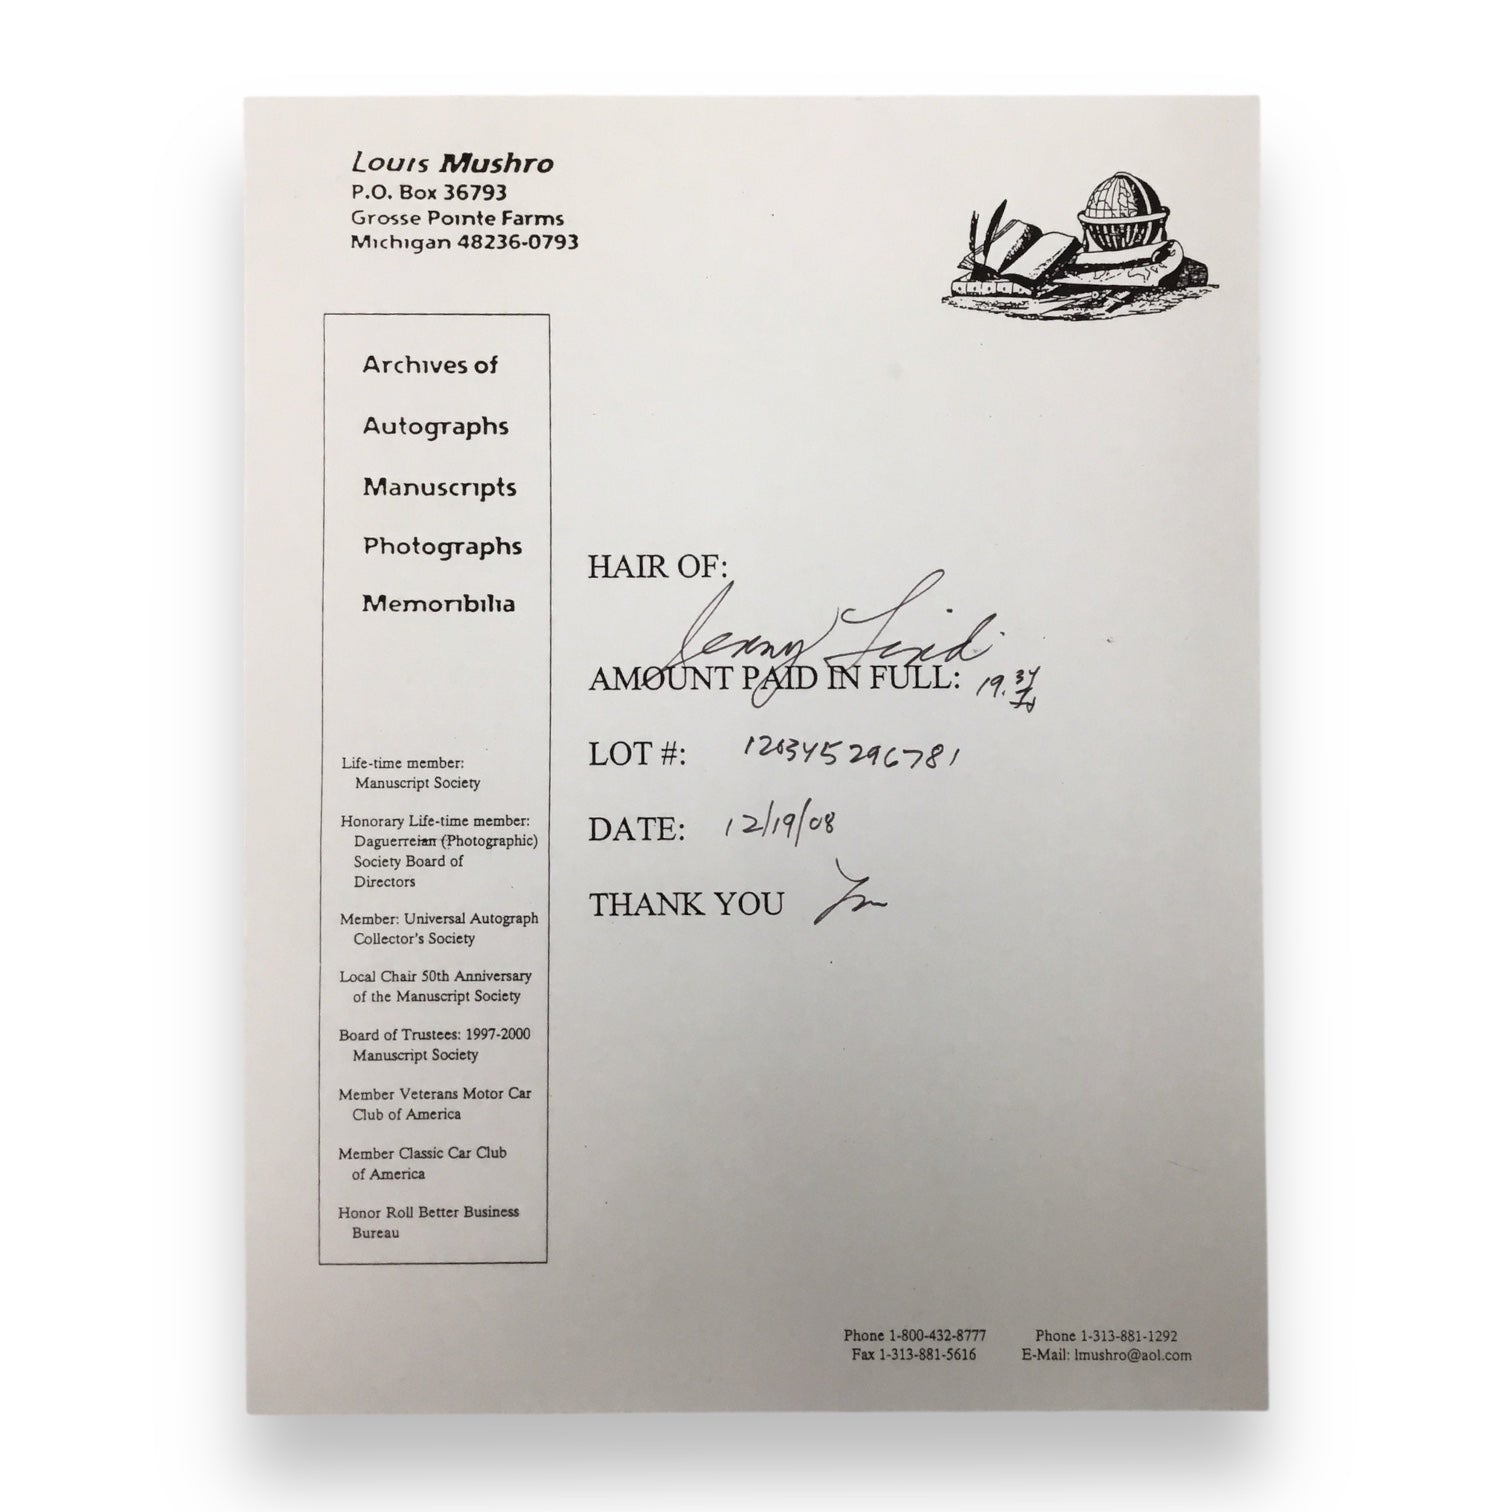 Louis Mushro
P.O. Box 36793
Grosse Pointe Farms
Michigan 48236-0793
Archives of
Autographs
Manuscripts
Photographs
Memoribilia
Life-time member:
Manuscript Society
Honorary Life-time member:
Daguerreian (Photographic)
Society Board of
Directors
Member: Universal Autograph
Collector's Society
Local Chair 50th Anniversary
of the Manuscript Society
Board of Trustees: 1997-2000
Manuscript Society
Member Veterans Motor Car
Club of America
Member Classic Car Club
of America
Honor Roll Better Business
Bureau
HAIR OF:
Jenny Lind
AMOUNT PAID IN FULL: 19.
LOT #: 120345296781
DATE: 12/19/08
THANK YOU
Phone 1-800-432-8777 Phone 1-313-881-1292
Fax 1-313-881-5616 E-Mail: lmushro@aol.com